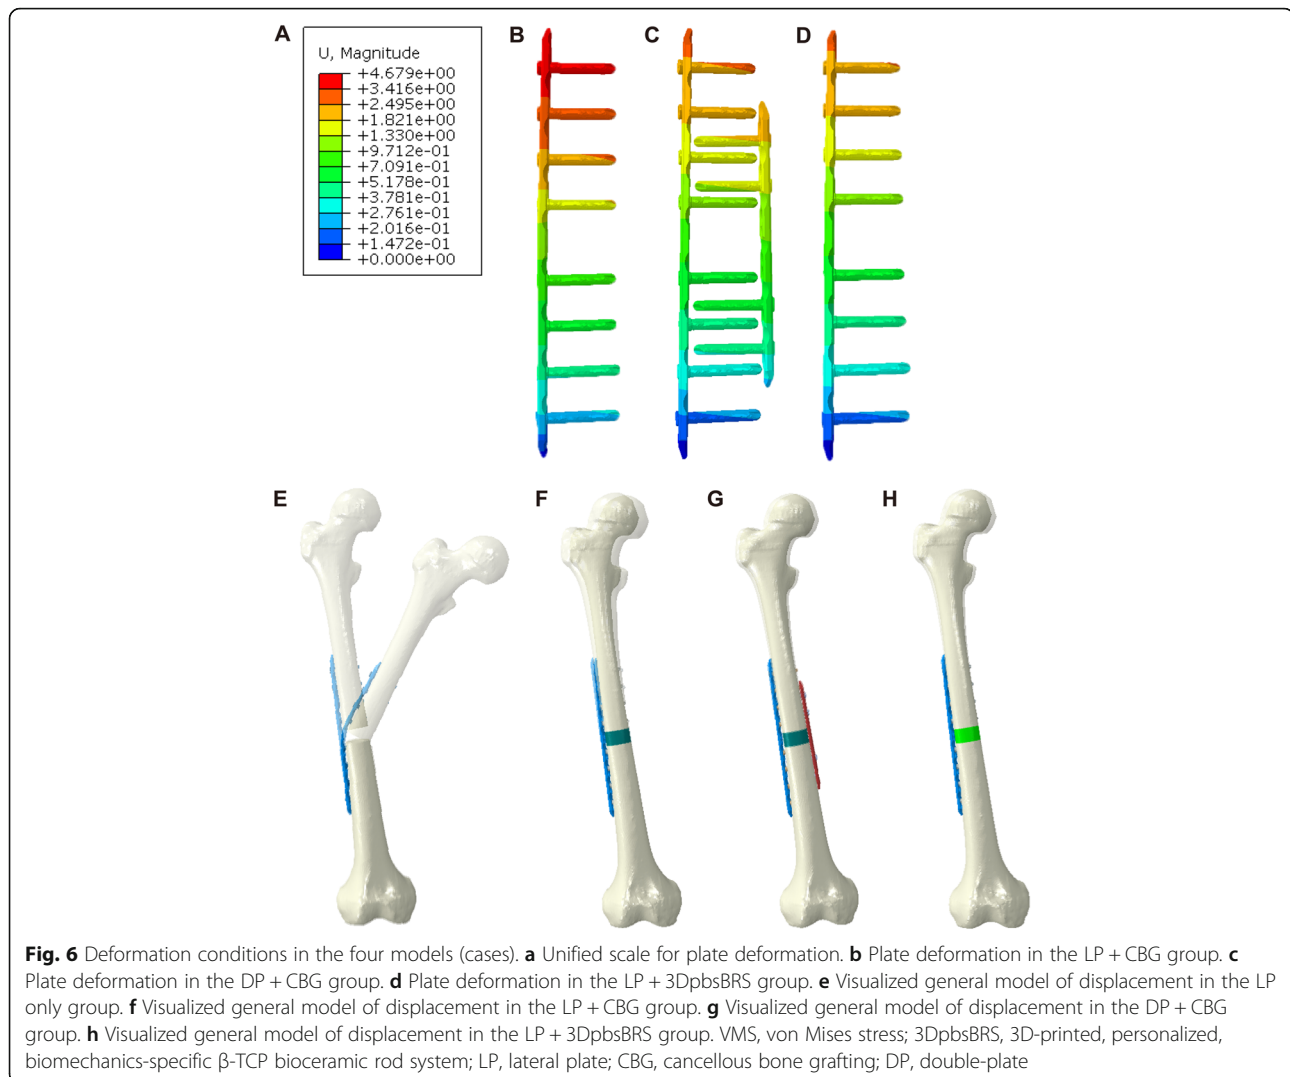 A
B
C
D
U, Magnitude
+4.679e+00
+3.416e+00
+2.495e+00
+1.821e+00
+1.330e+00
+9.712e-01
+7.091e-01
+5.178e-01
+3.781e-01
+2.761e-01
+2.016e-01
+1.472e-01
+0.000e+00
E
F
G
H
Fig. 6 Deformation conditions in the four models (cases). a Unified scale for plate deformation. b Plate deformation in the LP + CBG group. c
Plate deformation in the DP + CBG group. d Plate deformation in the LP + 3DpbsBRS group. e Visualized general model of displacement in the LP
only group. f Visualized general model of displacement in the LP + CBG group. g Visualized general model of displacement in the DP + CBG
group. h Visualized general model of displacement in the LP + 3DpbsBRS group. VMS, von Mises stress; 3DpbsBRS, 3D-printed, personalized,
biomechanics-specific β-TCP bioceramic rod system; LP, lateral plate; CBG, cancellous bone grafting; DP, double-plate